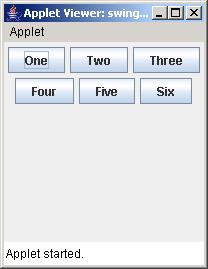 Applet Viewer: swing...
Applet
One Two Three
Four Five Six
Applet started.